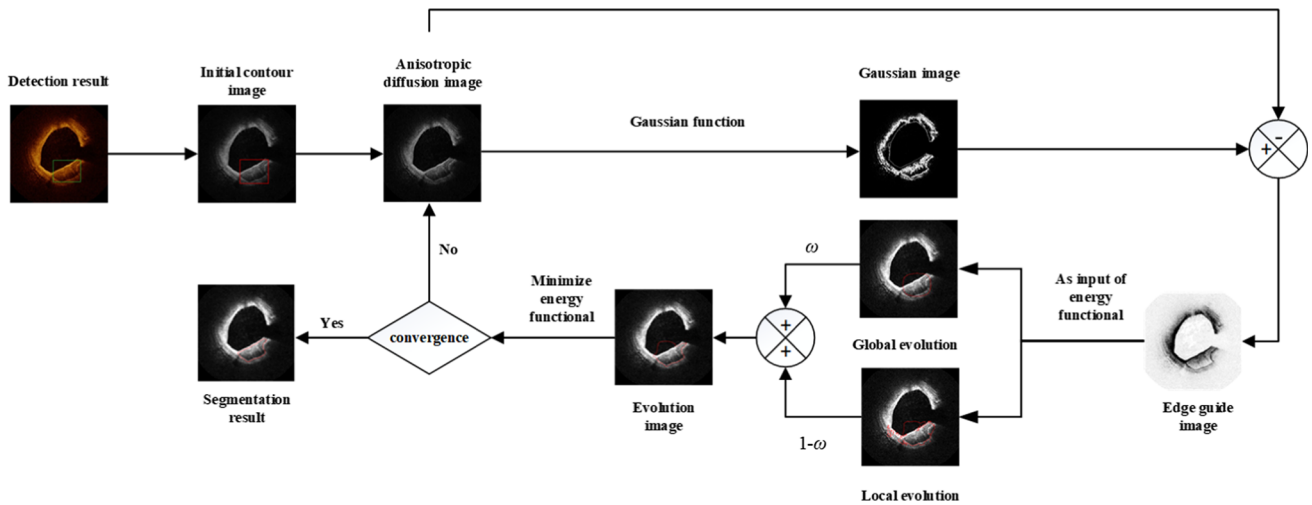 Detection result
Initial contour
image
Anisotropic
diffusion image
Gaussian function
Gaussian image
-
+
No
ω
Minimize
energy
functional
As input of
energy
functional
Yes
convergence
+
+
Global evolution
Segmentation
result
Evolution
image
1-ω
Edge guide
image
Local evolution